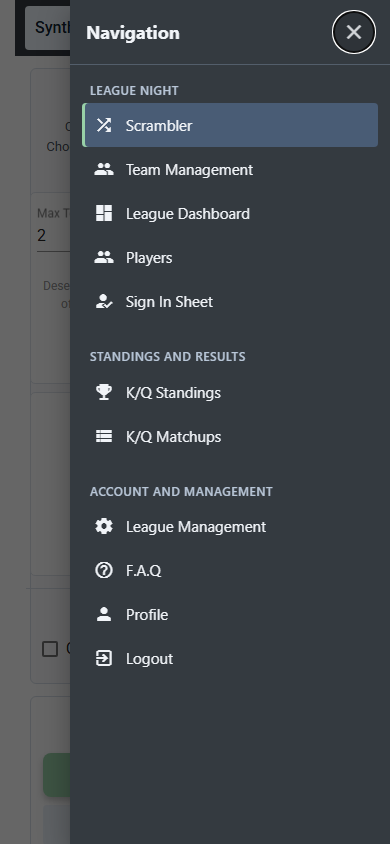 Navigation
LEAGUE NIGHT
Scrambler
Team Management
League Dashboard
Players
Sign In Sheet
STANDINGS AND RESULTS
K/Q Standings
K/Q Matchups
ACCOUNT AND MANAGEMENT
League Management
F.A.Q
Profile
Logout
Max T
2